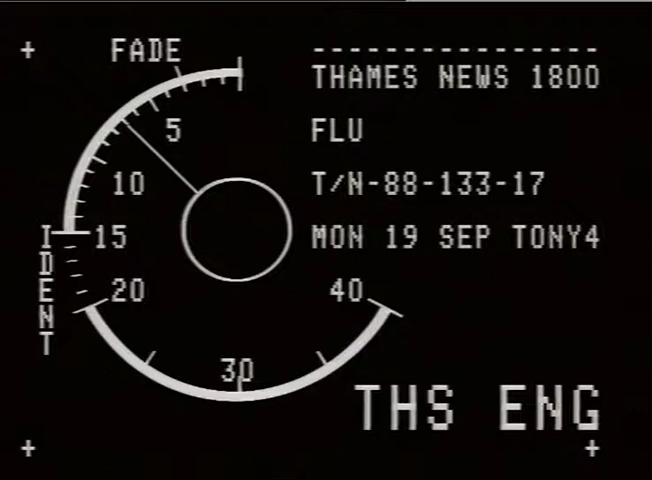 FADE
----------------
THAMES NEWS 1800
5
FLU
10
T/N-88-133-17
IDENT
15
MON 19 SEP TONY4
20
40
30
THS ENG